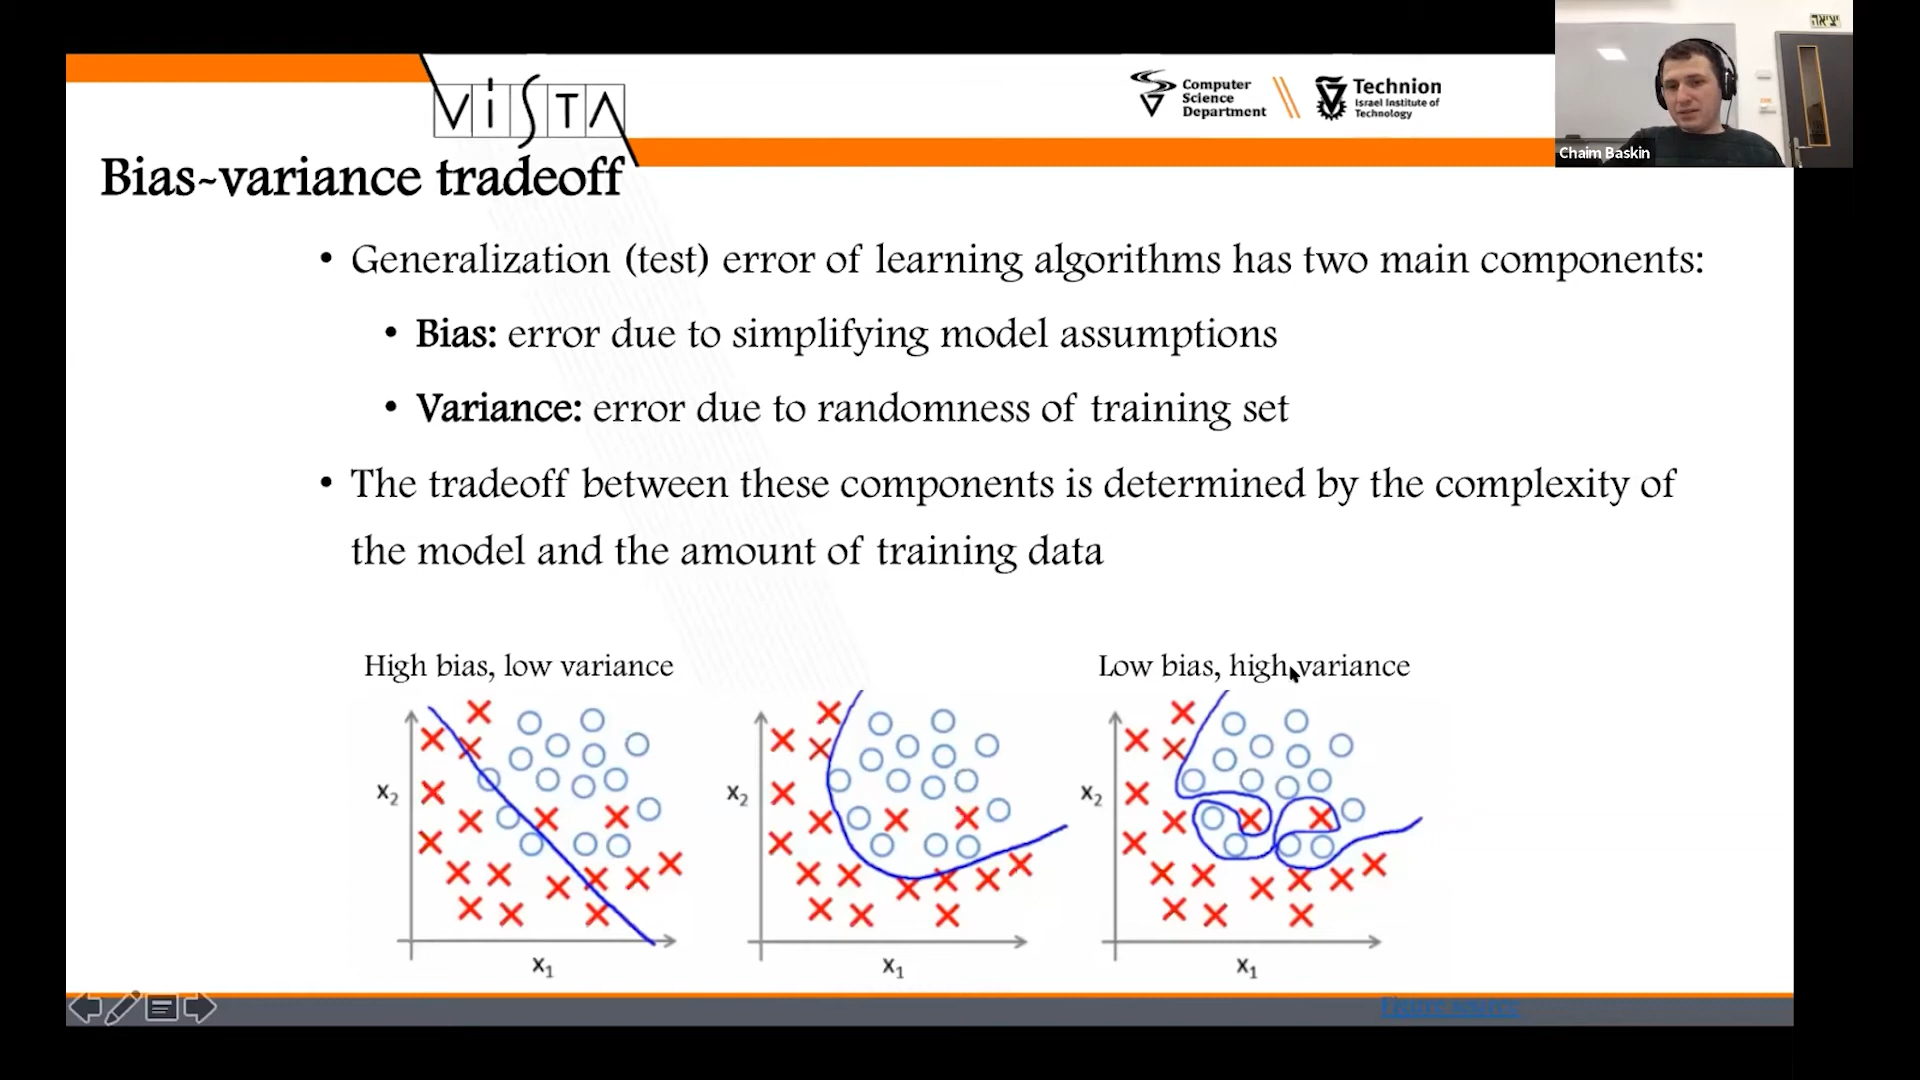 יציאה
Chaim Baskin
VISTA
Computer
Science
Department
Technion
Israel Institute of
Technology
Bias-variance tradeoff
• Generalization (test) error of learning algorithms has two main components:
• Bias: error due to simplifying model assumptions
• Variance: error due to randomness of training set
• The tradeoff between these components is determined by the complexity of
the model and the amount of training data
High bias, low variance
Low bias, high variance
x₂
x₁
x₂
x₁
x₂
x₁
Figure source